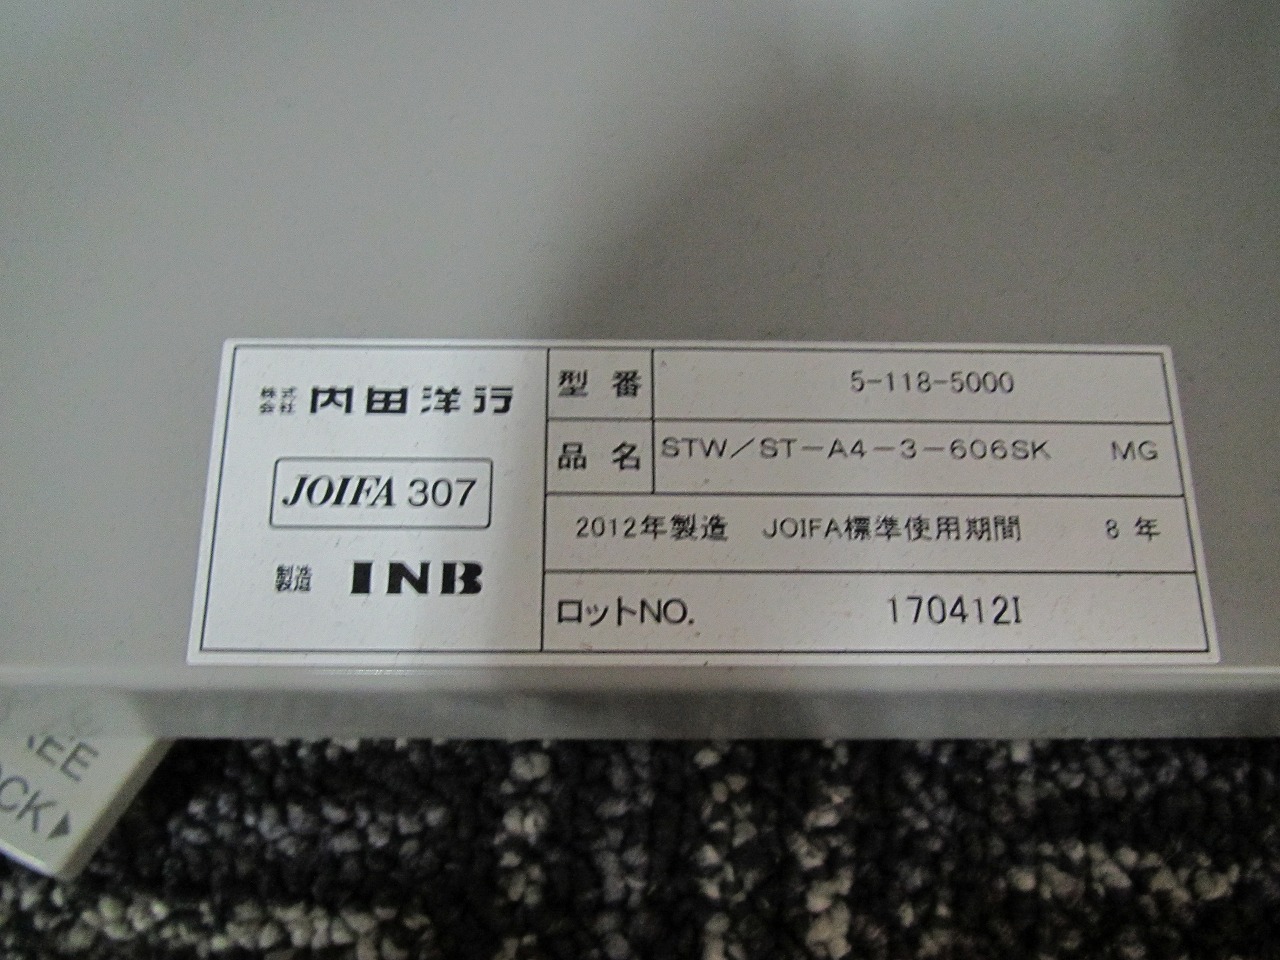 株式会社 内田洋行
JOIFA 307
製造 INB
型番 5-118-5000
品名 STW/ST-A4-3-606SK MG
2012年製造 JOIFA標準使用期間 8年
ロットNO. 170412I